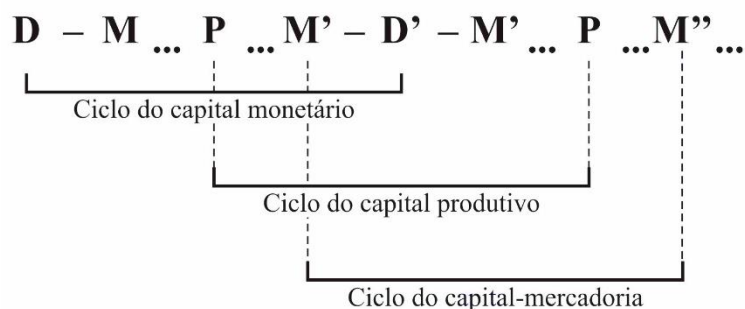 D – M ... P ... M’ – D’ – M’ ... P ...M” ...
Ciclo do capital monetário
Ciclo do capital produtivo
Ciclo do capital-mercadoria